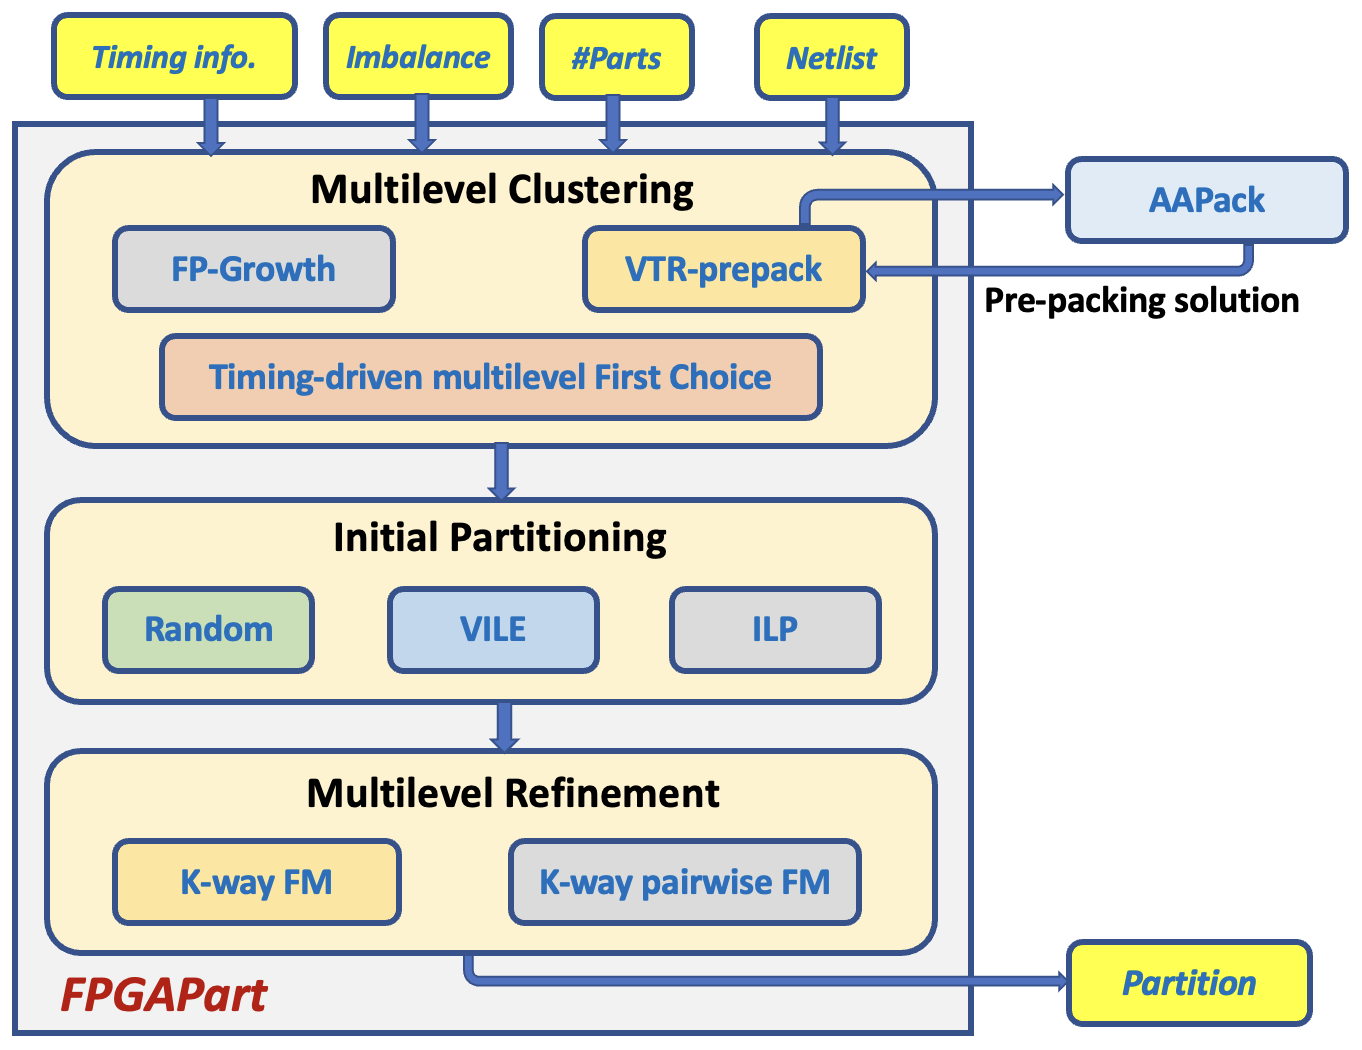 Timing info.
Imbalance
#Parts
Netlist
Multilevel Clustering
AAPack
FP-Growth
VTR-prepack
Pre-packing solution
Timing-driven multilevel First Choice
Initial Partitioning
Random
VILE
ILP
Multilevel Refinement
K-way FM
K-way pairwise FM
FPGAPart
Partition